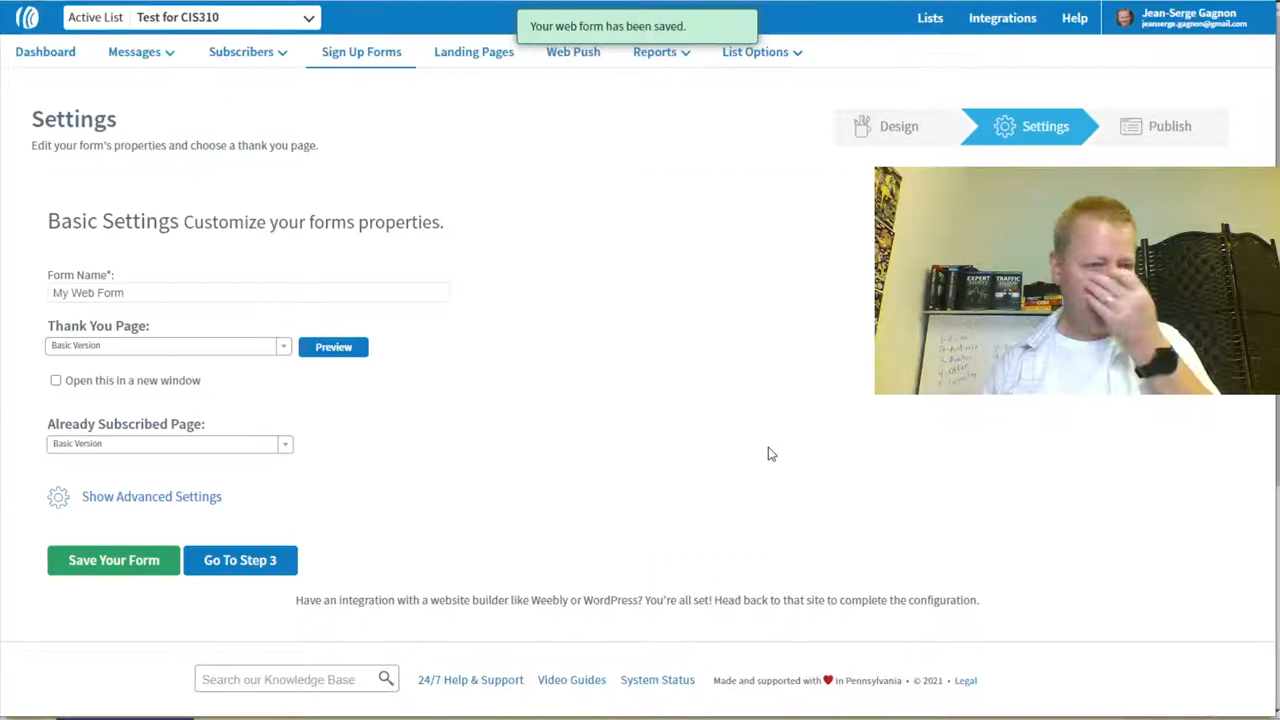 Active List Test for CIS310
Your web form has been saved.
Lists Integrations Help
Jean-Serge Gagnon
jeanserge.gagnon@gmail.com
Dashboard Messages Subscribers Sign Up Forms Landing Pages Web Push Reports List Options
Settings
Edit your form's properties and choose a thank you page.
Design Settings Publish
Basic Settings Customize your forms properties.
Form Name*:
My Web Form
Thank You Page:
Basic Version
Preview
Open this in a new window
Already Subscribed Page:
Basic Version
Show Advanced Settings
Save Your Form Go To Step 3
Have an integration with a website builder like Weebly or WordPress? You're all set! Head back to that site to complete the configuration.
Search our Knowledge Base
24/7 Help & Support Video Guides System Status Made and supported with ❤ in Pennsylvania • © 2021 • Legal
EXPERT
TRAFFIC